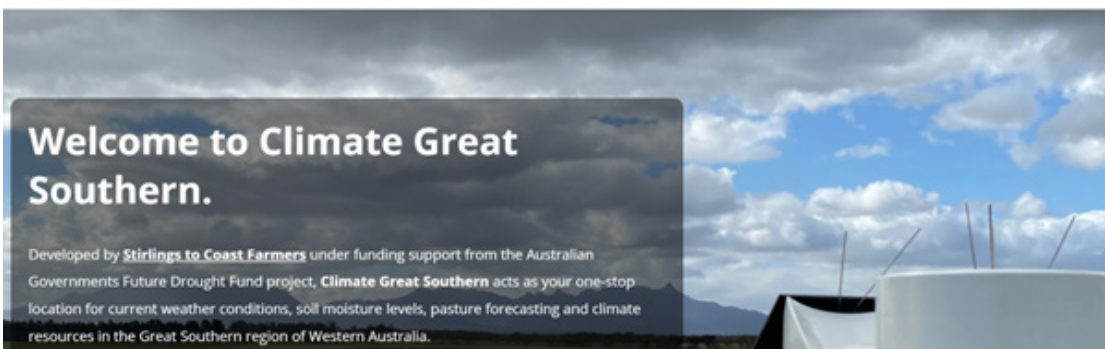 Welcome to Climate Great
Southern.
Developed by Stirlings to Coast Farmers under funding support from the Australian
Governments Future Drought Fund project, Climate Great Southern acts as your one-stop
location for current weather conditions, soil moisture levels, pasture forecasting and climate
resources in the Great Southern region of Western Australia.